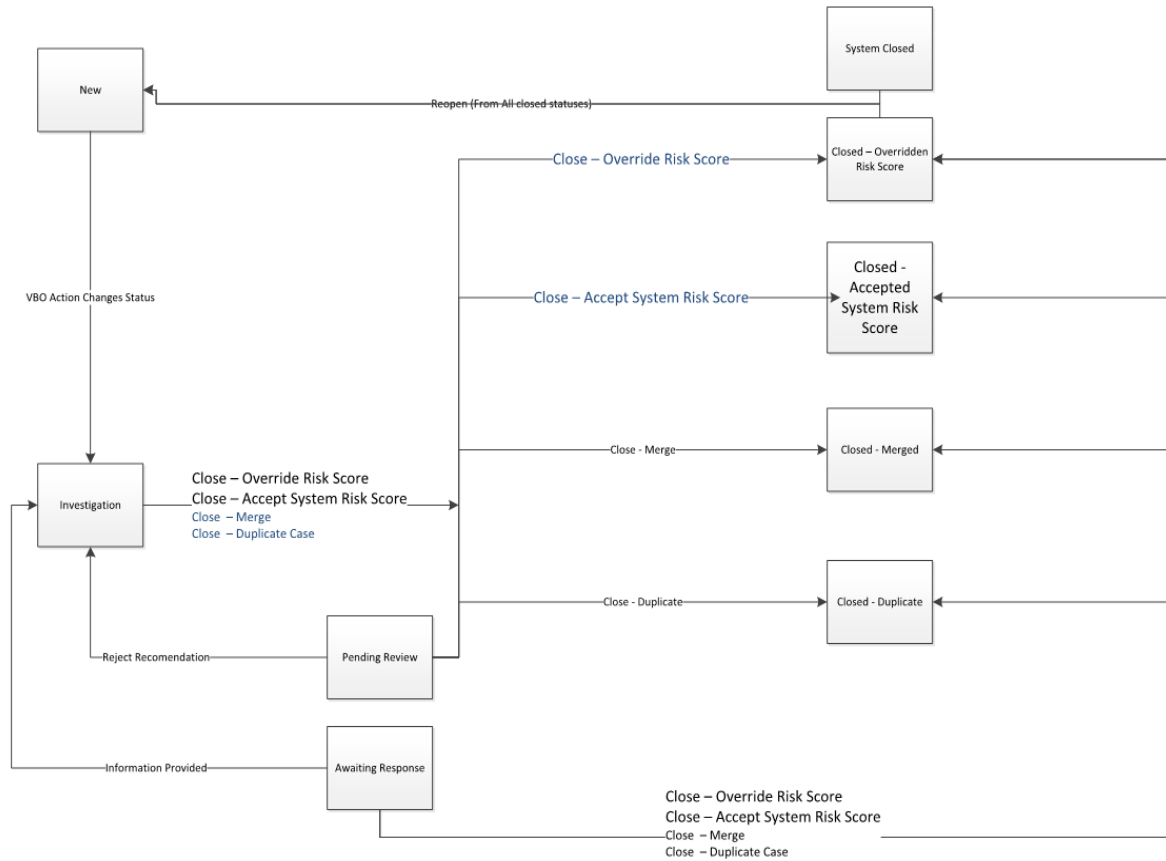 System Closed
New
Reopen (From All closed statuses)
Close – Override Risk Score
Closed – Overridden
Risk Score
VBO Action Changes Status
Close – Accept System Risk Score
Closed -
Accepted
System Risk
Score
Close - Merge
Closed - Merged
Investigation
Close – Override Risk Score
Close – Accept System Risk Score
Close – Merge
Close – Duplicate Case
Close - Duplicate
Closed - Duplicate
Reject Recomendation
Pending Review
Information Provided
Awaiting Response
Close – Override Risk Score
Close – Accept System Risk Score
Close – Merge
Close – Duplicate Case